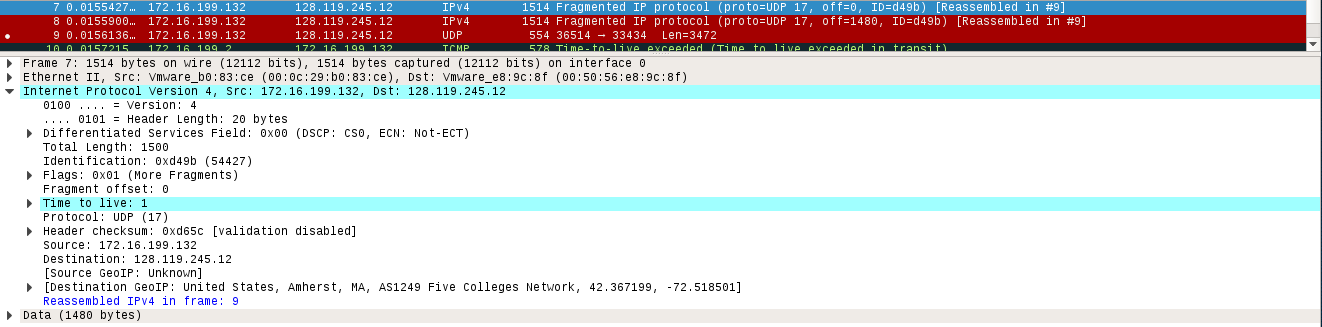 7 0.0155427… 172.16.199.132 128.119.245.12 IPv4 1514 Fragmented IP protocol (proto=UDP 17, off=0, ID=d49b) [Reassembled in #9]
8 0.0155900… 172.16.199.132 128.119.245.12 IPv4 1514 Fragmented IP protocol (proto=UDP 17, off=1480, ID=d49b) [Reassembled in #9]
9 0.0156136… 172.16.199.132 128.119.245.12 UDP 554 36514 → 33434 Len=3472
10 0.0157215 172.16.199.2 172.16.199.132 ICMP 578 Time-to-live exceeded (Time to live exceeded in transit)
Frame 7: 1514 bytes on wire (12112 bits), 1514 bytes captured (12112 bits) on interface 0
Ethernet II, Src: Vmware_b0:83:ce (00:0c:29:b0:83:ce), Dst: Vmware_e8:9c:8f (00:50:56:e8:9c:8f)
Internet Protocol Version 4, Src: 172.16.199.132, Dst: 128.119.245.12
0100 .... = Version: 4
.... 0101 = Header Length: 20 bytes
Differentiated Services Field: 0x00 (DSCP: CS0, ECN: Not-ECT)
Total Length: 1500
Identification: 0xd49b (54427)
Flags: 0x01 (More Fragments)
Fragment offset: 0
Time to live: 1
Protocol: UDP (17)
Header checksum: 0xd65c [validation disabled]
Source: 172.16.199.132
Destination: 128.119.245.12
[Source GeoIP: Unknown]
[Destination GeoIP: United States, Amherst, MA, AS1249 Five Colleges Network, 42.367199, -72.518501]
Reassembled IPv4 in frame: 9
Data (1480 bytes)